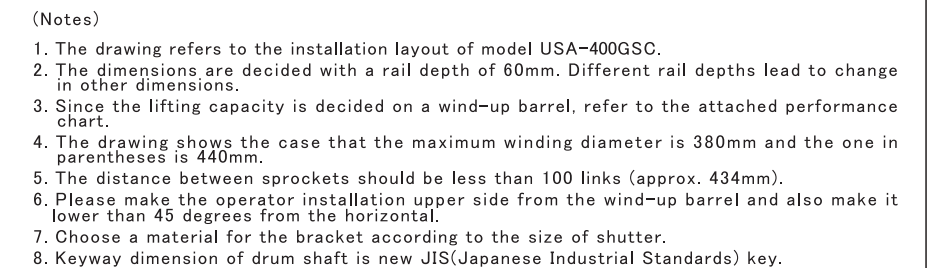 (Notes)
1. The drawing refers to the installation layout of model USA-400GSC.
2. The dimensions are decided with a rail depth of 60mm. Different rail depths lead to change
in other dimensions.
3. Since the lifting capacity is decided on a wind-up barrel, refer to the attached performance
chart.
4. The drawing shows the case that the maximum winding diameter is 380mm and the one in
parentheses is 440mm.
5. The distance between sprockets should be less than 100 links (approx. 434mm).
6. Please make the operator installation upper side from the wind-up barrel and also make it
lower than 45 degrees from the horizontal.
7. Choose a material for the bracket according to the size of shutter.
8. Keyway dimension of drum shaft is new JIS(Japanese Industrial Standards) key.